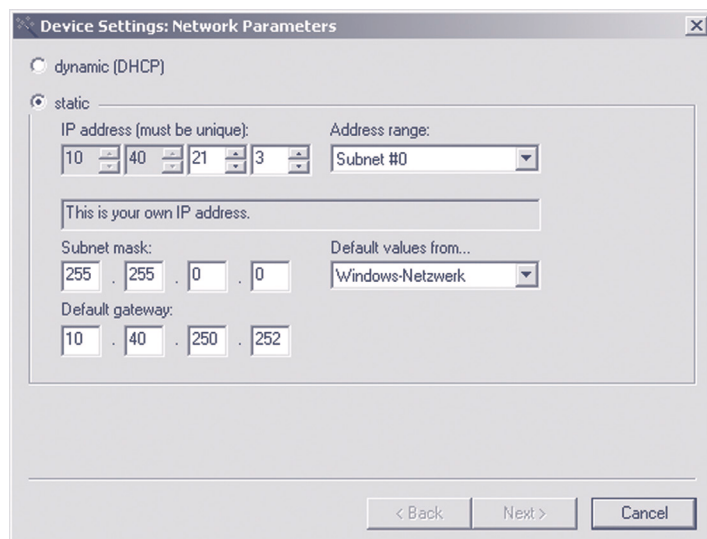 Device Settings: Network Parameters
dynamic (DHCP)
static
IP address (must be unique): Address range:
10 40 21 3 Subnet #0
This is your own IP address.
Subnet mask: Default values from...
255 . 255 . 0 . 0 Windows-Netzwerk
Default gateway:
10 . 40 . 250 . 252
< Back Next > Cancel